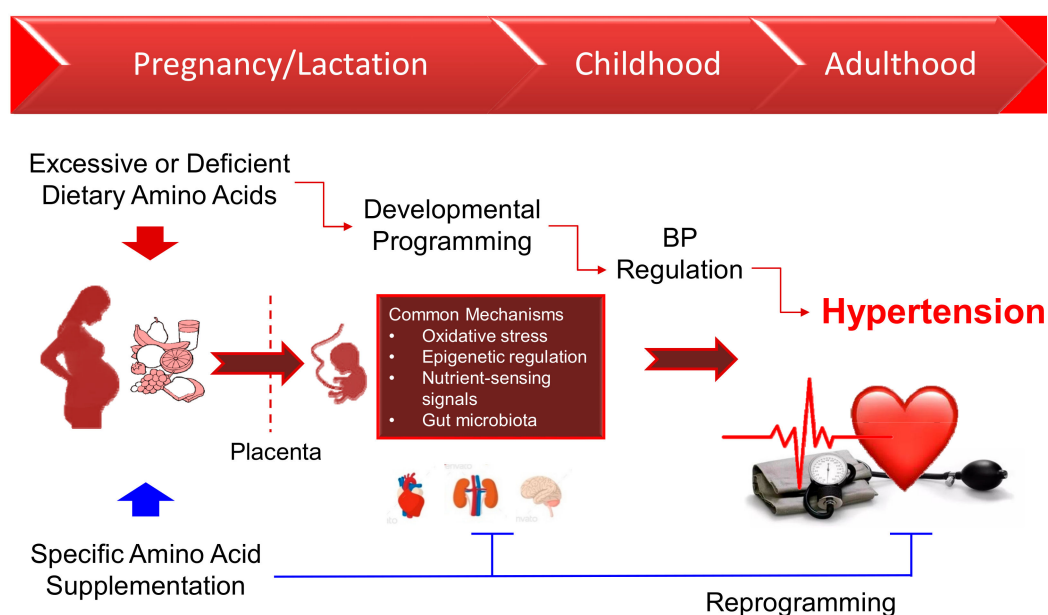 Pregnancy/Lactation
Childhood
Adulthood
Excessive or Deficient
Dietary Amino Acids
Developmental
Programming
BP
Regulation
Hypertension
Common Mechanisms
• Oxidative stress
• Epigenetic regulation
• Nutrient-sensing
signals
• Gut microbiota
Placenta
Specific Amino Acid
Supplementation
Reprogramming